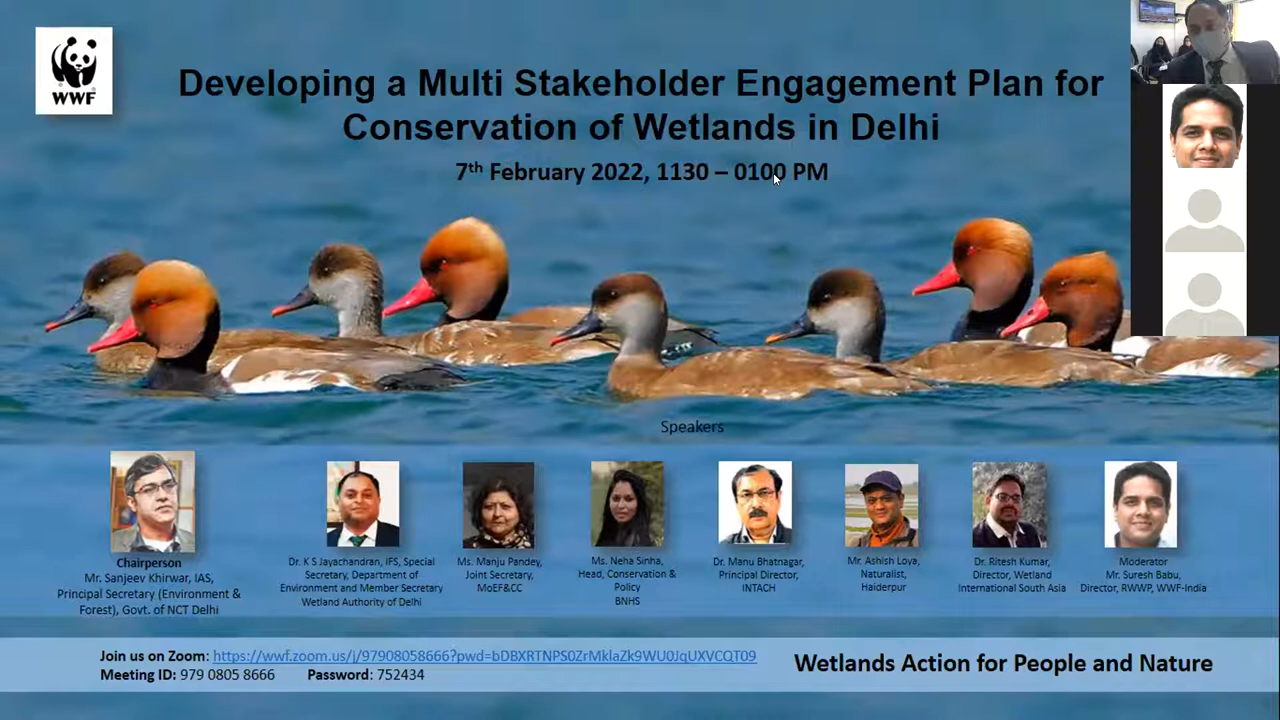 WWF
Developing a Multi Stakeholder Engagement Plan for
Conservation of Wetlands in Delhi
7th February 2022, 1130 – 0100 PM
Speakers
Chairperson
Mr. Sanjeev Khirwar, IAS,
Principal Secretary (Environment &
Forest), Govt. of NCT Delhi
Dr. K S Jayachandran, IFS, Special
Secretary, Department of
Environment and Member Secretary
Wetland Authority of Delhi
Ms. Manju Pandey,
Joint Secretary,
MoEF&CC
Ms. Neha Sinha,
Head, Conservation &
Policy
BNHS
Dr. Manu Bhatnagar,
Principal Director,
INTACH
Mr. Ashish Loya,
Naturalist,
Haiderpur
Dr. Ritesh Kumar,
Director, Wetland
International South Asia
Moderator
Mr. Suresh Babu,
Director, RWWP, WWF-India
Join us on Zoom: https://wwf.zoom.us/j/97908058666?pwd=bDBXRTNPS0ZrMklaZk9WU0JqUXVCQT09
Meeting ID: 979 0805 8666 Password: 752434
Wetlands Action for People and Nature